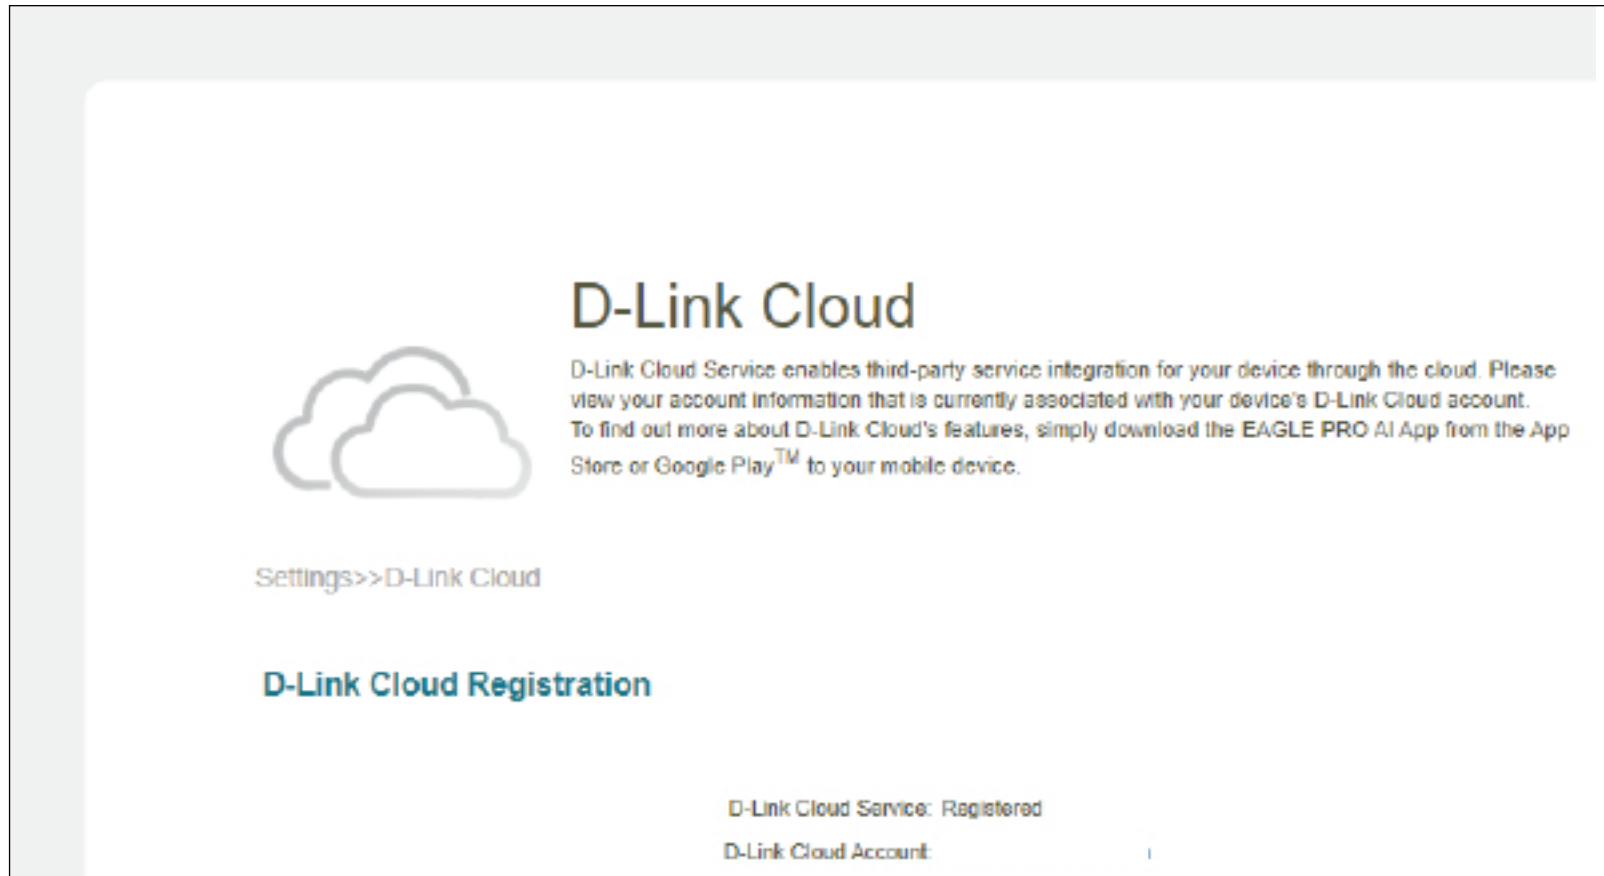 D-Link Cloud
D-Link Cloud Service enables third-party service integration for your device through the cloud. Please
view your account information that is currently associated with your device's D-Link Cloud account.
To find out more about D-Link Cloud's features, simply download the EAGLE PRO AI App from the App
Store or Google Play™ to your mobile device.
Settings>>D-Link Cloud
D-Link Cloud Registration
D-Link Cloud Service: Registered
D-Link Cloud Account: